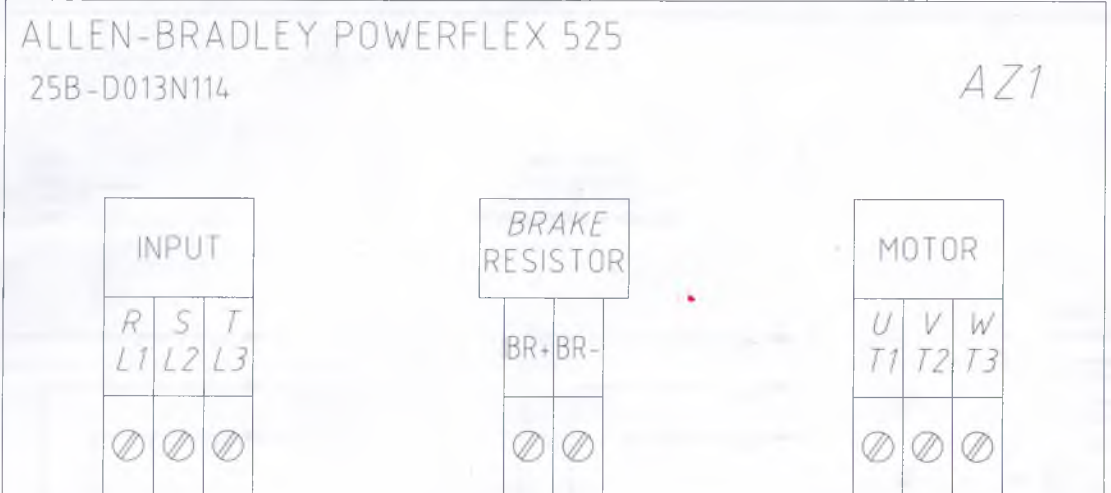 ALLEN-BRADLEY POWERFLEX 525
25B-D013N114
AZ1
INPUT
R S T
L1 L2 L3
BRAKE
RESISTOR
BR+ BR-
MOTOR
U V W
T1 T2 T3